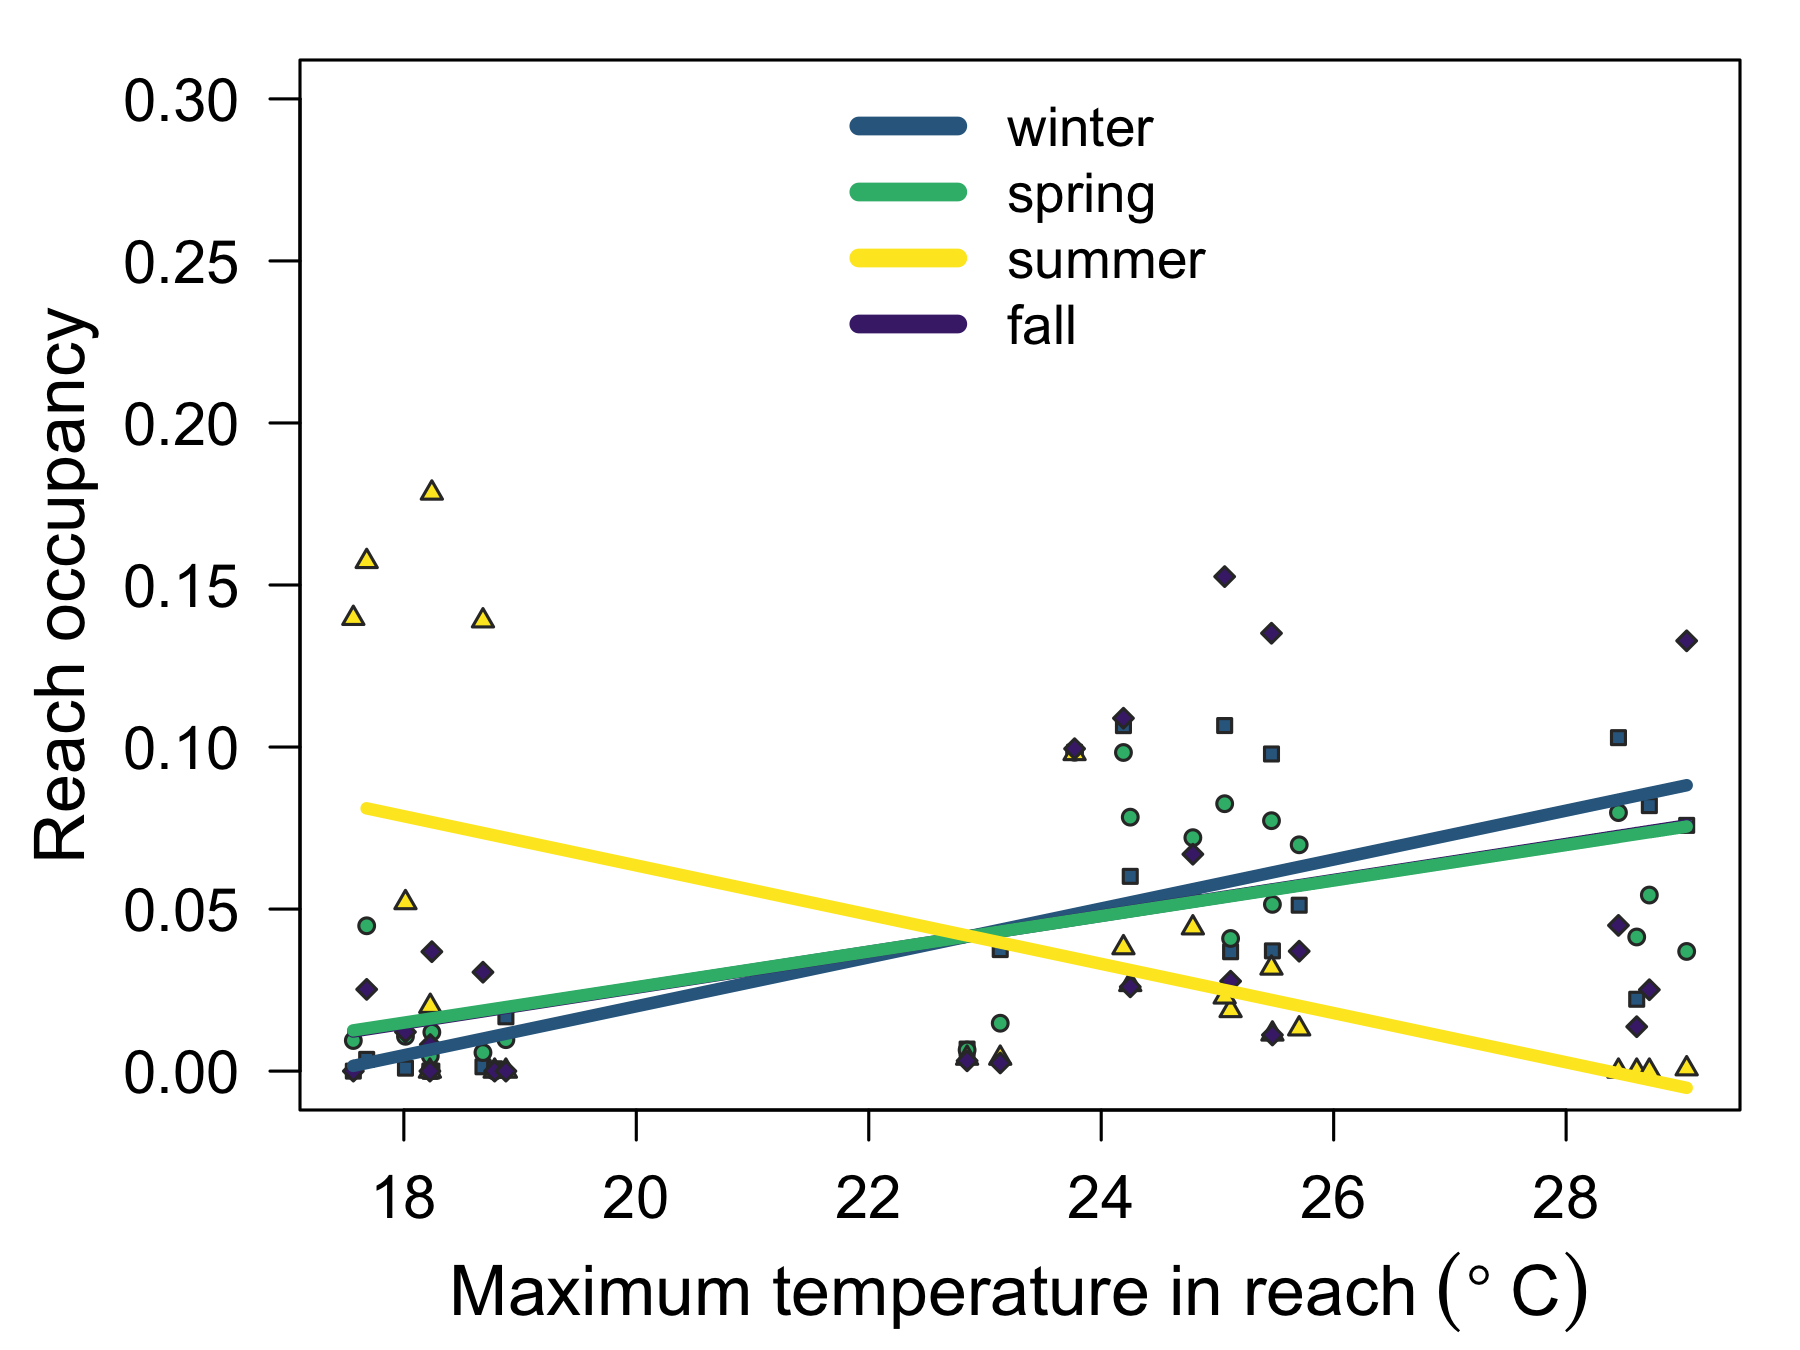 0.30
0.25
0.20
0.15
0.10
0.05
0.00
Reach occupancy
winter
spring
summer
fall
18 20 22 24 26 28
Maximum temperature in reach (° C)